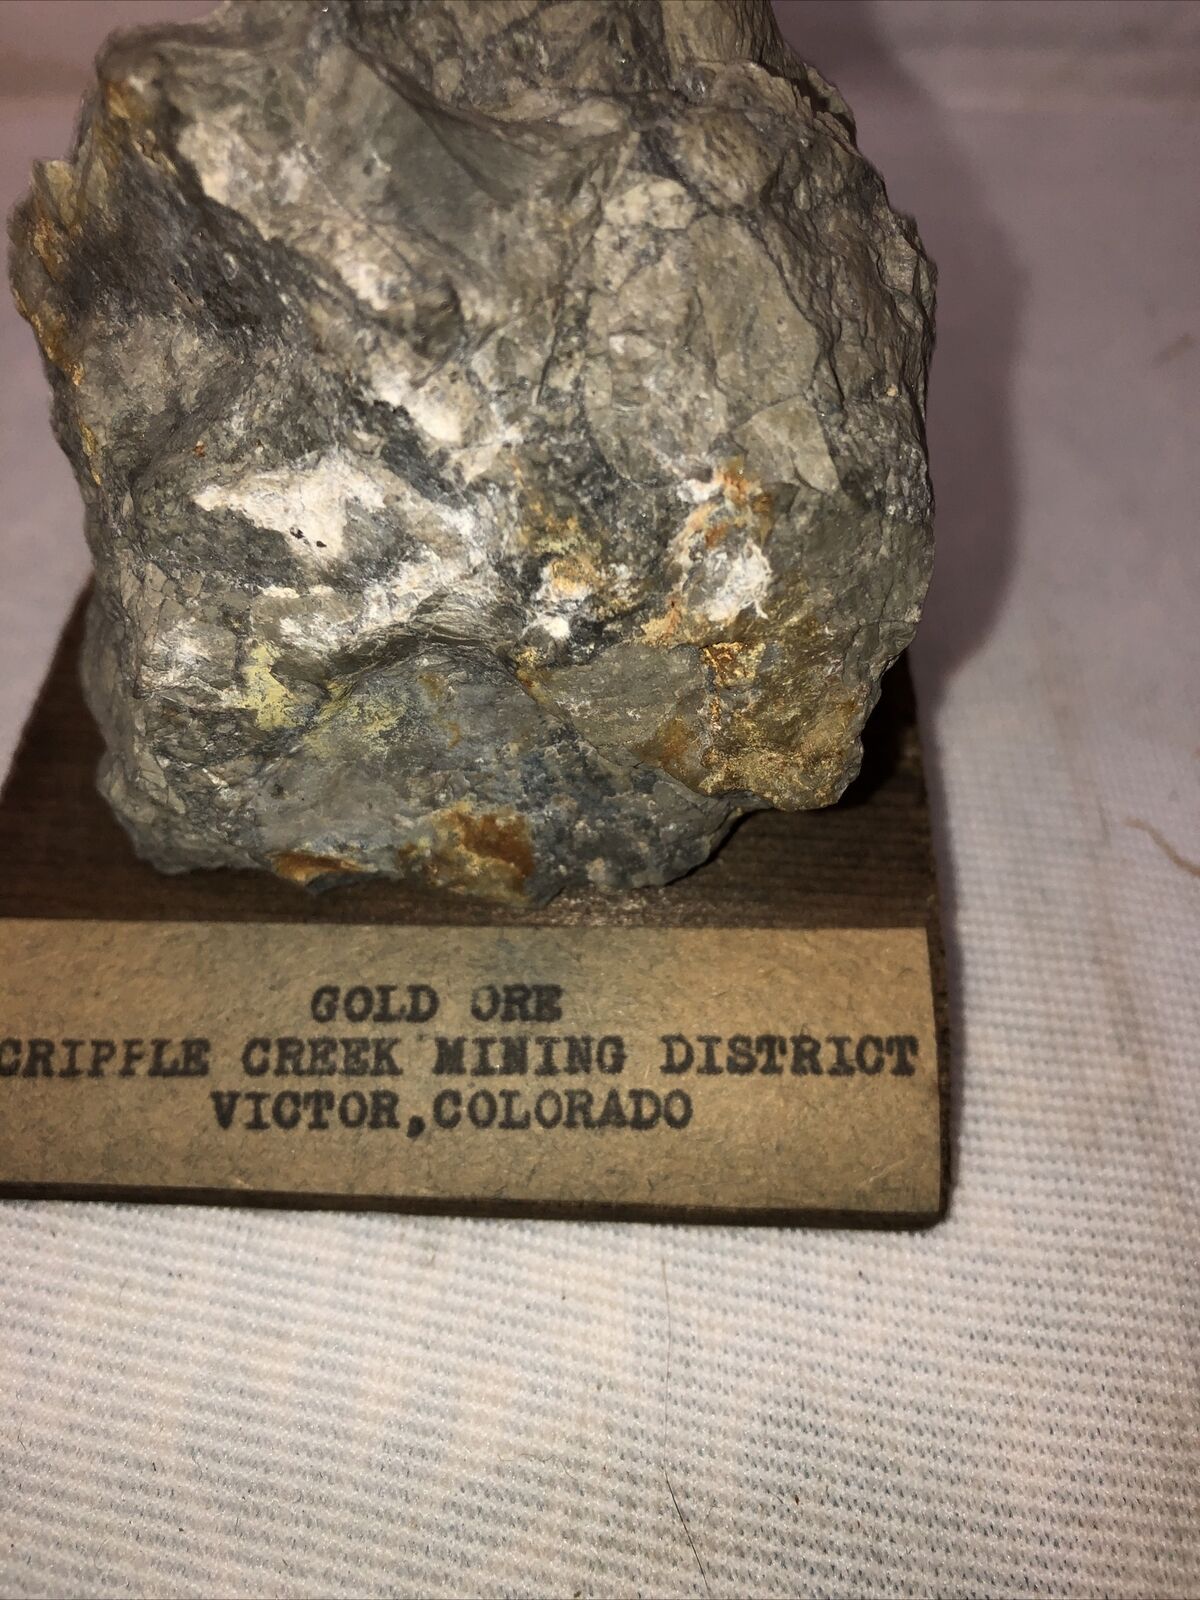 GOLD ORE
CRIPPLE CREEK MINING DISTRICT
VICTOR,COLORADO